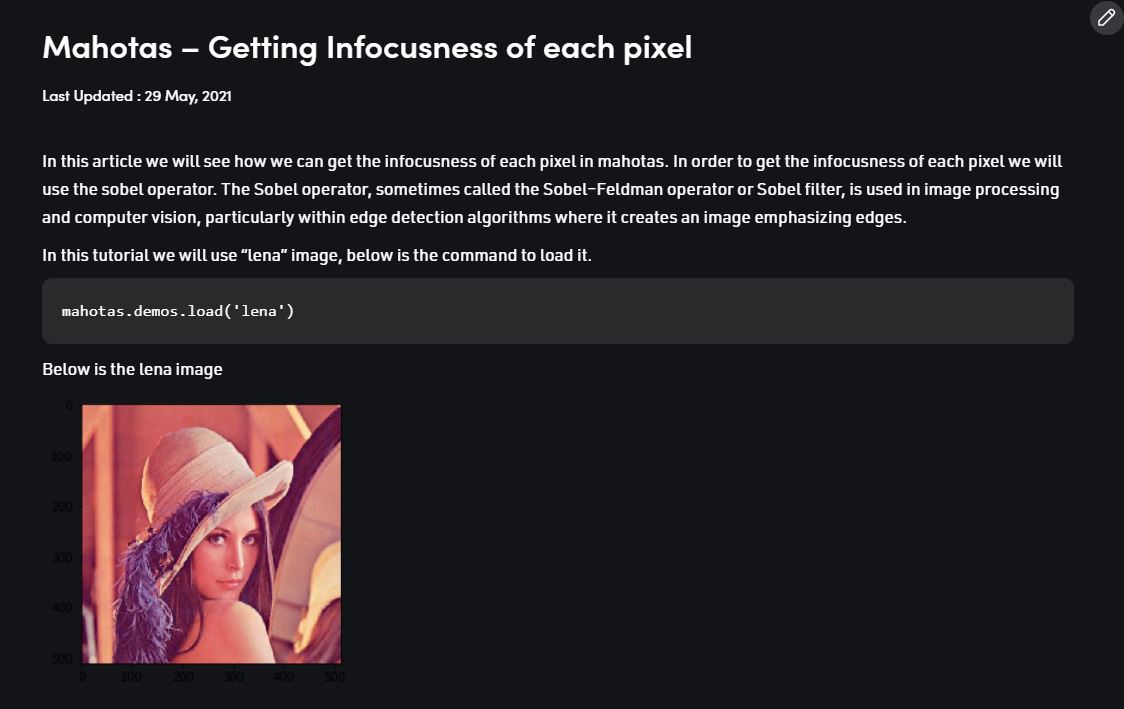 Mahotas – Getting Infocusness of each pixel
Last Updated : 29 May, 2021
In this article we will see how we can get the infocusness of each pixel in mahotas. In order to get the infocusness of each pixel we will
use the sobel operator. The Sobel operator, sometimes called the Sobel–Feldman operator or Sobel filter, is used in image processing
and computer vision, particularly within edge detection algorithms where it creates an image emphasizing edges.
In this tutorial we will use “lena” image, below is the command to load it.
mahotas.demos.load('lena')
Below is the lena image
0
100
200
300
400
500
0 100 200 300 400 500